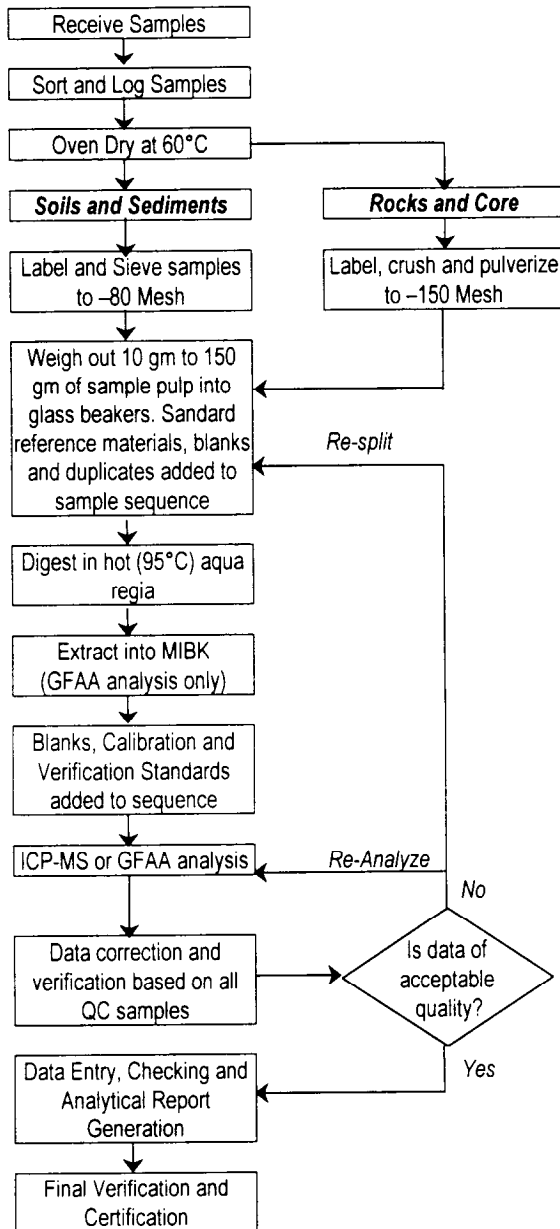 Receive Samples
Sort and Log Samples
Oven Dry at 60°C
Soils and Sediments
Rocks and Core
Label and Sieve samples
to –80 Mesh
Label, crush and pulverize
to –150 Mesh
Weigh out 10 gm to 150
gm of sample pulp into
glass beakers. Sandard
reference materials, blanks
and duplicates added to
sample sequence
Re-split
Digest in hot (95°C) aqua
regia
Extract into MIBK
(GFAA analysis only)
Blanks, Calibration and
Verification Standards
added to sequence
ICP-MS or GFAA analysis
Re-Analyze
No
Data correction and
verification based on all
QC samples
Is data of
acceptable
quality?
Yes
Data Entry, Checking and
Analytical Report
Generation
Final Verification and
Certification